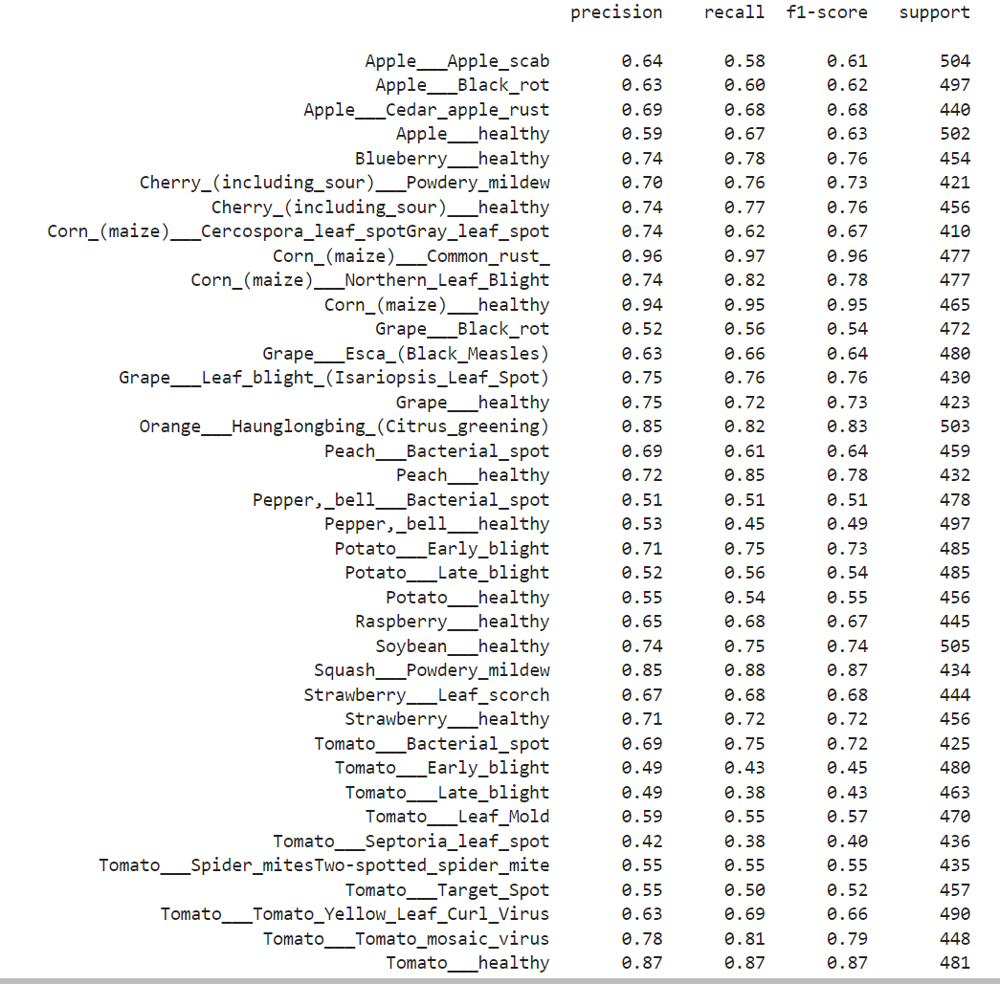 precision recall f1-score support
Apple___Apple_scab 0.64 0.58 0.61 504
Apple___Black_rot 0.63 0.60 0.62 497
Apple___Cedar_apple_rust 0.69 0.68 0.68 440
Apple___healthy 0.59 0.67 0.63 502
Blueberry___healthy 0.74 0.78 0.76 454
Cherry_(including_sour)___Powdery_mildew 0.70 0.76 0.73 421
Cherry_(including_sour)___healthy 0.74 0.77 0.76 456
Corn_(maize)___Cercospora_leaf_spotGray_leaf_spot 0.74 0.62 0.67 410
Corn_(maize)___Common_rust_ 0.96 0.97 0.96 477
Corn_(maize)___Northern_Leaf_Blight 0.74 0.82 0.78 477
Corn_(maize)___healthy 0.94 0.95 0.95 465
Grape___Black_rot 0.52 0.56 0.54 472
Grape___Esca_(Black_Measles) 0.63 0.66 0.64 480
Grape___Leaf_blight_(Isariopsis_Leaf_Spot) 0.75 0.76 0.76 430
Grape___healthy 0.75 0.72 0.73 423
Orange___Haunglongbing_(Citrus_greening) 0.85 0.82 0.83 503
Peach___Bacterial_spot 0.69 0.61 0.64 459
Peach___healthy 0.72 0.85 0.78 432
Pepper,_bell___Bacterial_spot 0.51 0.51 0.51 478
Pepper,_bell___healthy 0.53 0.45 0.49 497
Potato___Early_blight 0.71 0.75 0.73 485
Potato___Late_blight 0.52 0.56 0.54 485
Potato___healthy 0.55 0.54 0.55 456
Raspberry___healthy 0.65 0.68 0.67 445
Soybean___healthy 0.74 0.75 0.74 505
Squash___Powdery_mildew 0.85 0.88 0.87 434
Strawberry___Leaf_scorch 0.67 0.68 0.68 444
Strawberry___healthy 0.71 0.72 0.72 456
Tomato___Bacterial_spot 0.69 0.75 0.72 425
Tomato___Early_blight 0.49 0.43 0.45 480
Tomato___Late_blight 0.49 0.38 0.43 463
Tomato___Leaf_Mold 0.59 0.55 0.57 470
Tomato___Septoria_leaf_spot 0.42 0.38 0.40 436
Tomato___Spider_mitesTwo-spotted_spider_mite 0.55 0.55 0.55 435
Tomato___Target_Spot 0.55 0.50 0.52 457
Tomato___Tomato_Yellow_Leaf_Curl_Virus 0.63 0.69 0.66 490
Tomato___Tomato_mosaic_virus 0.78 0.81 0.79 448
Tomato___healthy 0.87 0.87 0.87 481